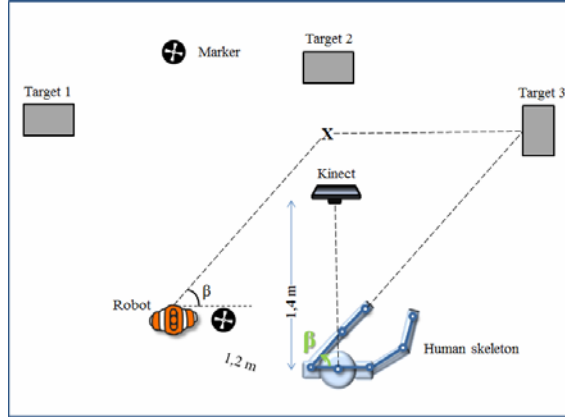 Target 2
Marker
Target 1
Target 3
X
Kinect
β
Robot
1,4 m
β
1,2 m
Human skeleton